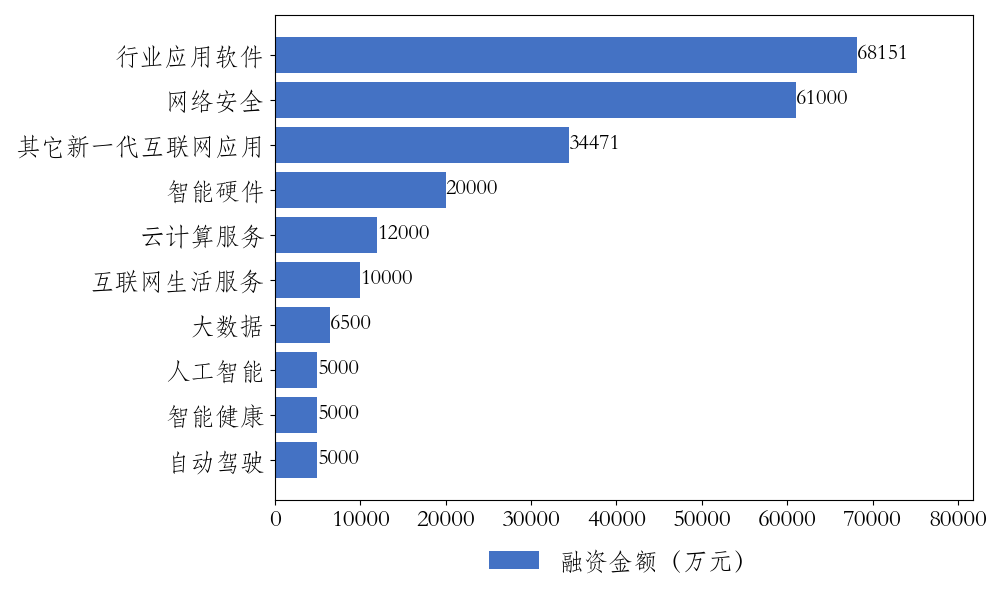 行业应用软件 68151
网络安全 61000
其它新一代互联网应用 34471
智能硬件 20000
云计算服务 12000
互联网生活服务 10000
大数据 6500
人工智能 5000
智能健康 5000
自动驾驶 5000
0 10000 20000 30000 40000 50000 60000 70000 80000
融资金额（万元）